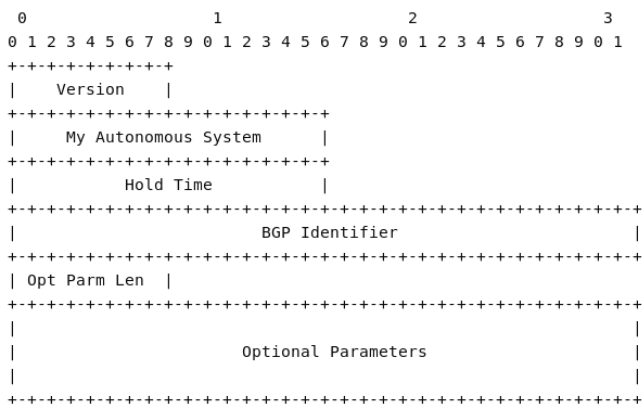 0                   1                   2                   3
0 1 2 3 4 5 6 7 8 9 0 1 2 3 4 5 6 7 8 9 0 1 2 3 4 5 6 7 8 9 0 1
+-+-+-+-+-+-+-+-+
|    Version    |
+-+-+-+-+-+-+-+-+-+-+-+-+-+-+-+-+
|     My Autonomous System      |
+-+-+-+-+-+-+-+-+-+-+-+-+-+-+-+-+
|           Hold Time           |
+-+-+-+-+-+-+-+-+-+-+-+-+-+-+-+-+-+-+-+-+-+-+-+-+-+-+-+-+-+-+-+-+
|                         BGP Identifier                        |
+-+-+-+-+-+-+-+-+-+-+-+-+-+-+-+-+-+-+-+-+-+-+-+-+-+-+-+-+-+-+-+-+
| Opt Parm Len  |
+-+-+-+-+-+-+-+-+-+-+-+-+-+-+-+-+-+-+-+-+-+-+-+-+-+-+-+-+-+-+-+-+
|                                                               |
|                       Optional Parameters                     |
|                                                               |
+-+-+-+-+-+-+-+-+-+-+-+-+-+-+-+-+-+-+-+-+-+-+-+-+-+-+-+-+-+-+-+-+